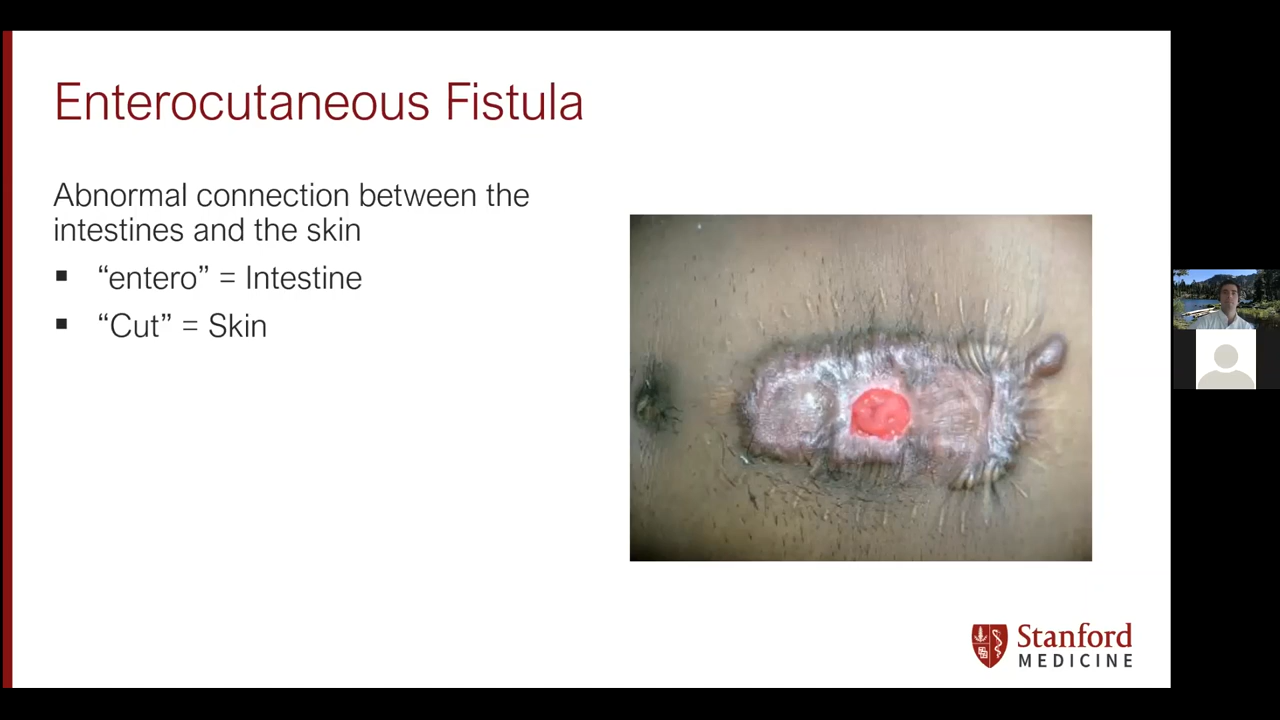 Enterocutaneous Fistula
Abnormal connection between the
intestines and the skin
▪ “entero” = Intestine
▪ “Cut” = Skin
Stanford
MEDICINE